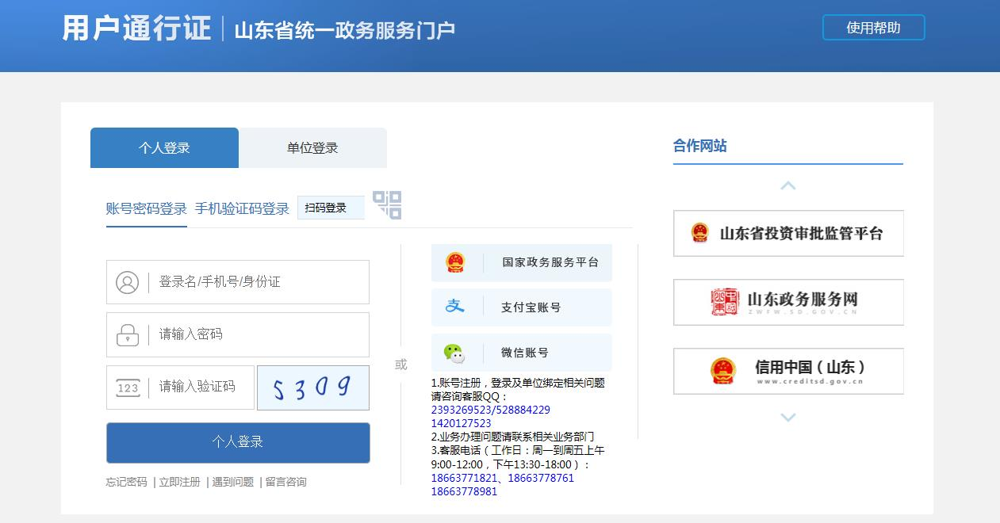 用户通行证
山东省统一政务服务门户
使用帮助
个人登录
单位登录
账号密码登录
手机验证码登录
扫码登录
登录名/手机号/身份证
请输入密码
123
请输入验证码
5309
个人登录
忘记密码 | 立即注册 | 遇到问题 | 留言咨询
或
国家政务服务平台
支付宝账号
微信账号
1.账号注册，登录及单位绑定相关问题
请咨询客服QQ：
2393269523/528884229
1420127523
2.业务办理问题请联系相关业务部门
3.客服电话（工作日：周一到周五上午
9:00-12:00，下午13:30-18:00）：
18663771821、18663778761
18663778981
合作网站
山东省投资审批监管平台
山东政务服务网
ZWFW.SD.GOV.CN
信用中国（山东）
www.creditsd.gov.cn